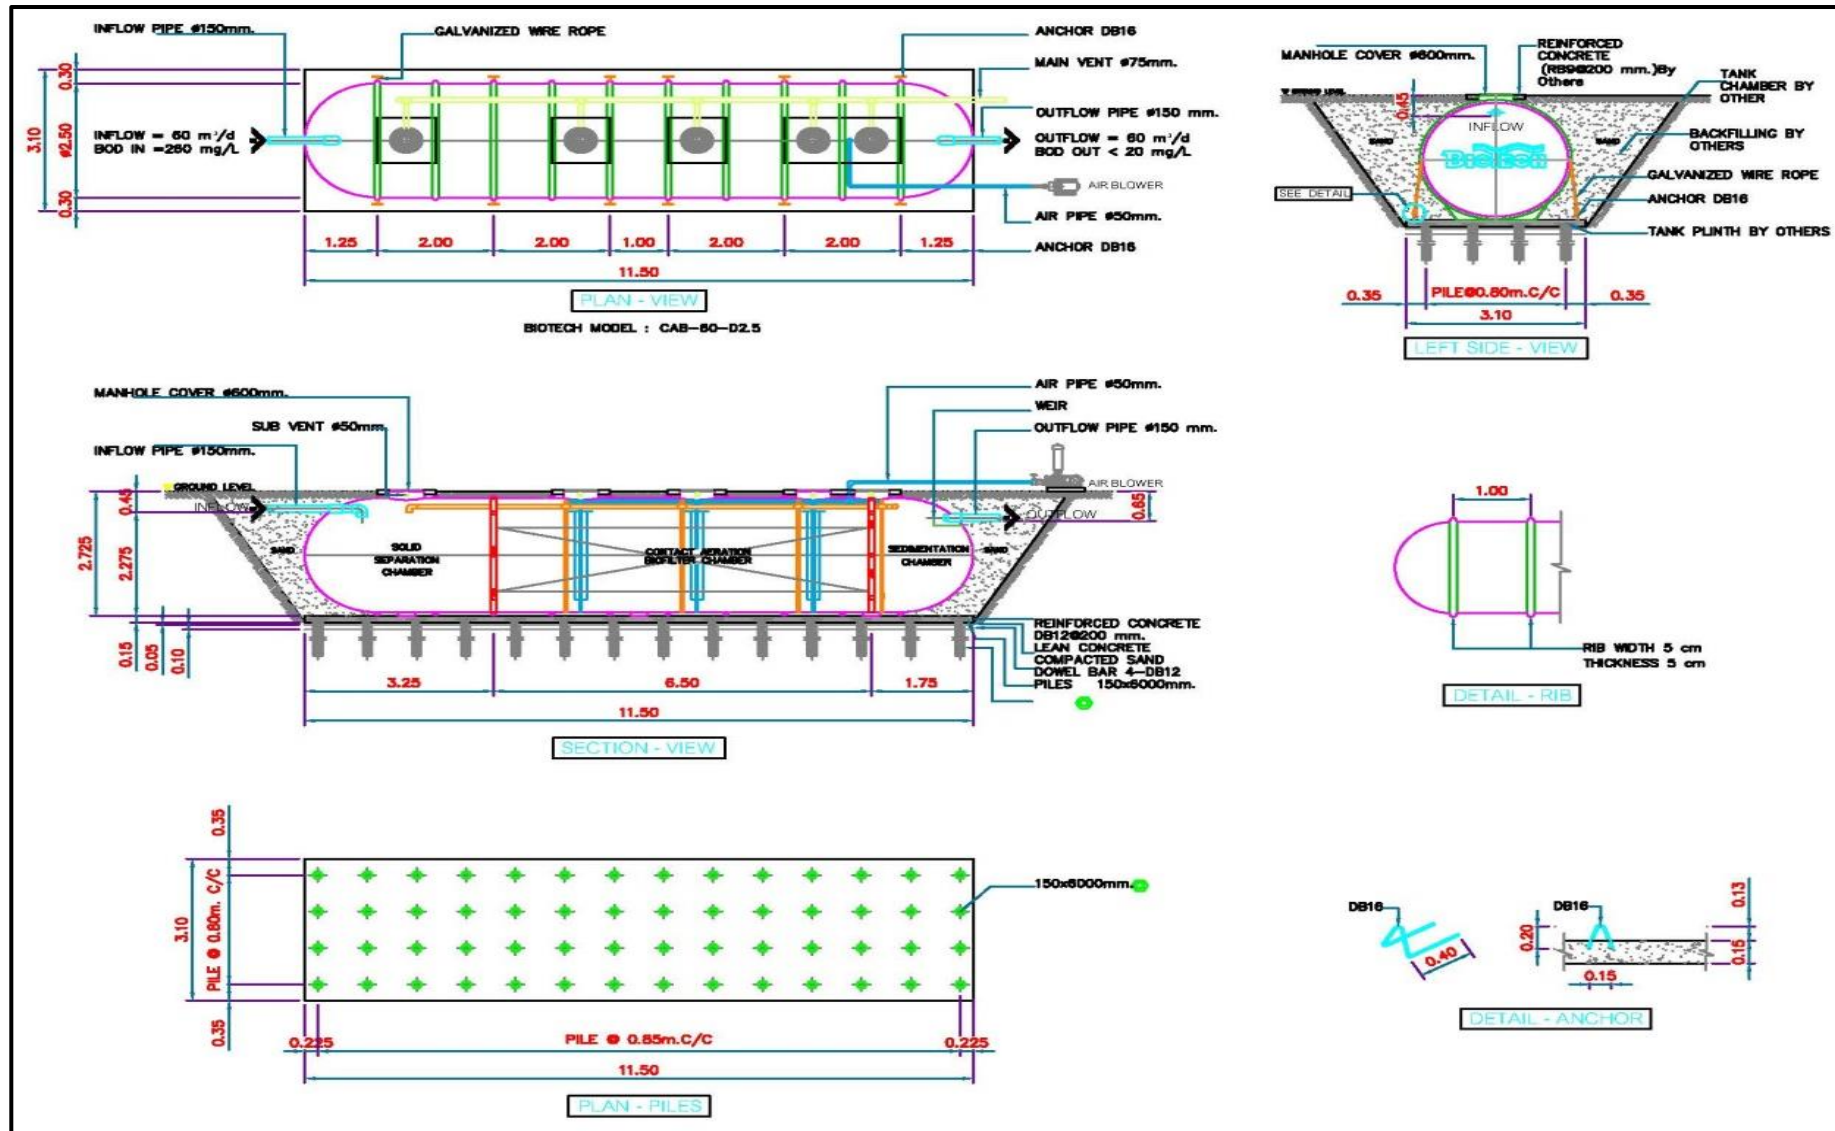 INFLOW PIPE ø150mm.
GALVANIZED WIRE ROPE
ANCHOR DB16
MAIN VENT ø75mm.
OUTFLOW PIPE ø150 mm.
0.30
3.10
ø2.50
0.30
INFLOW = 60 m³/d
BOD IN =260 mg/L
OUTFLOW = 60 m³/d
BOD OUT < 20 mg/L
AIR BLOWER
AIR PIPE ø50mm.
ANCHOR DB16
1.25
2.00
2.00
1.00
2.00
2.00
1.25
11.50
PLAN - VIEW
BIOTECH MODEL : CAB-60-D2.5
MANHOLE COVER ø600mm.
REINFORCED
CONCRETE
(RB9@200 mm.)By
Others
TANK
CHAMBER BY
OTHER
GROUND LEVEL
0.45
INFLOW
SAND
SAND
BACKFILLING BY
OTHERS
GALVANIZED WIRE ROPE
SEE DETAIL
ANCHOR DB16
TANK PLINTH BY OTHERS
0.35
PILE@0.80m.C/C
0.35
3.10
LEFT SIDE - VIEW
MANHOLE COVER ø600mm.
SUB VENT ø50mm.
INFLOW PIPE ø150mm.
AIR PIPE ø50mm.
WEIR
OUTFLOW PIPE ø150 mm.
GROUND LEVEL
INFLOW
AIR BLOWER
OUTFLOW
0.65
0.45
2.725
2.275
0.15
0.05
0.10
SAND
SOLID
SEPARATION
CHAMBER
CONTACT AERATION
BIOFILTER CHAMBER
SEDIMENTATION
CHAMBER
SAND
REINFORCED CONCRETE
DB12@200 mm.
LEAN CONCRETE
COMPACTED SAND
DOWEL BAR 4-DB12
PILES 150x6000mm.
3.25
6.50
1.75
11.50
SECTION - VIEW
1.00
RIB WIDTH 5 cm
THICKNESS 5 cm
DETAIL - RIB
0.35
3.10
PILE @ 0.80m. C/C
0.35
150x6000mm.
0.225
PILE @ 0.85m.C/C
0.225
11.50
PLAN - PILES
DB16
0.40
DB16
0.20
0.13
0.15
0.15
DETAIL - ANCHOR